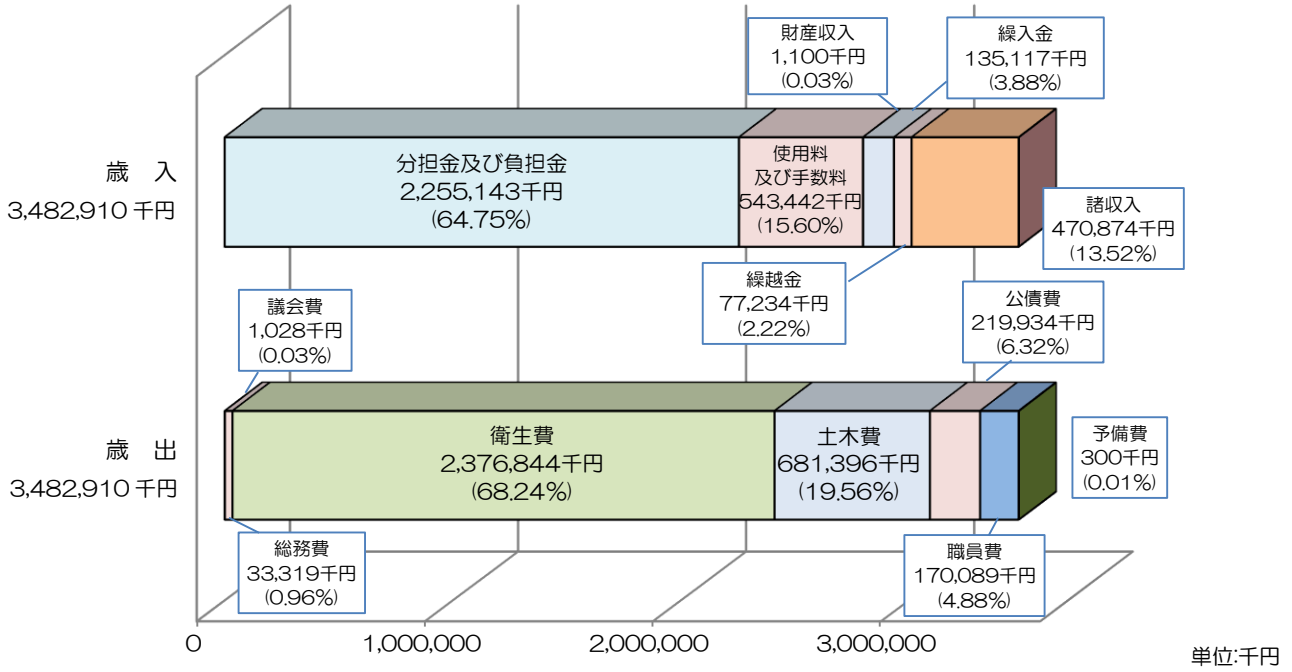 財産収入
1,100千円
(0.03%)
繰入金
135,117千円
(3.88%)
歳 入
3,482,910 千円
分担金及び負担金
2,255,143千円
(64.75%)
使用料
及び手数料
543,442千円
(15.60%)
諸収入
470,874千円
(13.52%)
繰越金
77,234千円
(2.22%)
議会費
1,028千円
(0.03%)
公債費
219,934千円
(6.32%)
歳 出
3,482,910 千円
衛生費
2,376,844千円
(68.24%)
土木費
681,396千円
(19.56%)
予備費
300千円
(0.01%)
総務費
33,319千円
(0.96%)
職員費
170,089千円
(4.88%)
0
1,000,000
2,000,000
3,000,000
単位:千円